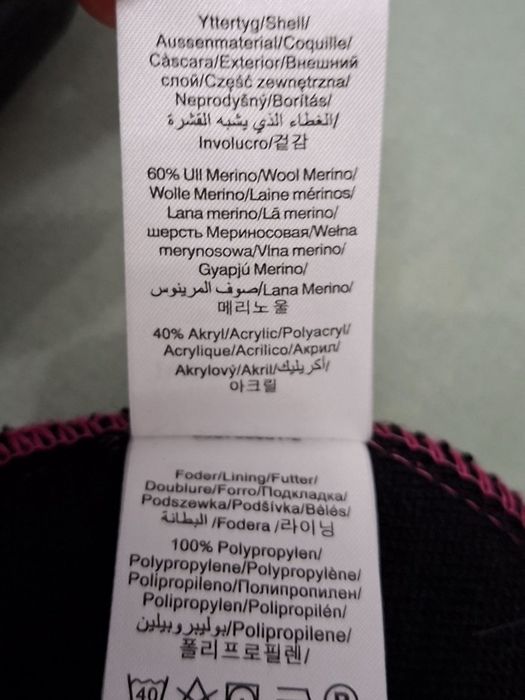 Yttertyg/Shell/
Aussenmaterial/Coquille/
Càscara/Exterior/Внешний
слой/Część zewnętrzna/
Neprodyšný/Borítás/
الغطاء الذي يشبه القشرة/
Involucro/겉감
60% Ull Merino/Wool Merino/
Wolle Merino/Laine mérinos/
Lana merino/Lã merino/
шерсть Мериносовая/Wełna
merynosowa/Vlna merino/
Gyapjú Merino/
صوف المرينوس/Lana Merino/
메리노 울
40% Akryl/Acrylic/Polyacryl/
Acrylique/Acrilico/Акрил/
Akrylový/Akril/أكريليك/
아크릴
Foder/Lining/Futter/
Doublure/Forro/Подкладка/
Podszewka/Podšívka/Bélés/
البطانة /Fodera /라이닝
100% Polypropylen/
Polypropylene/Polypropylène/
Polipropileno/Полипропилен/
Polipropylen/Polipropilén/
بوليبروبيلين/Polipropilene/
폴리프로필렌/
40